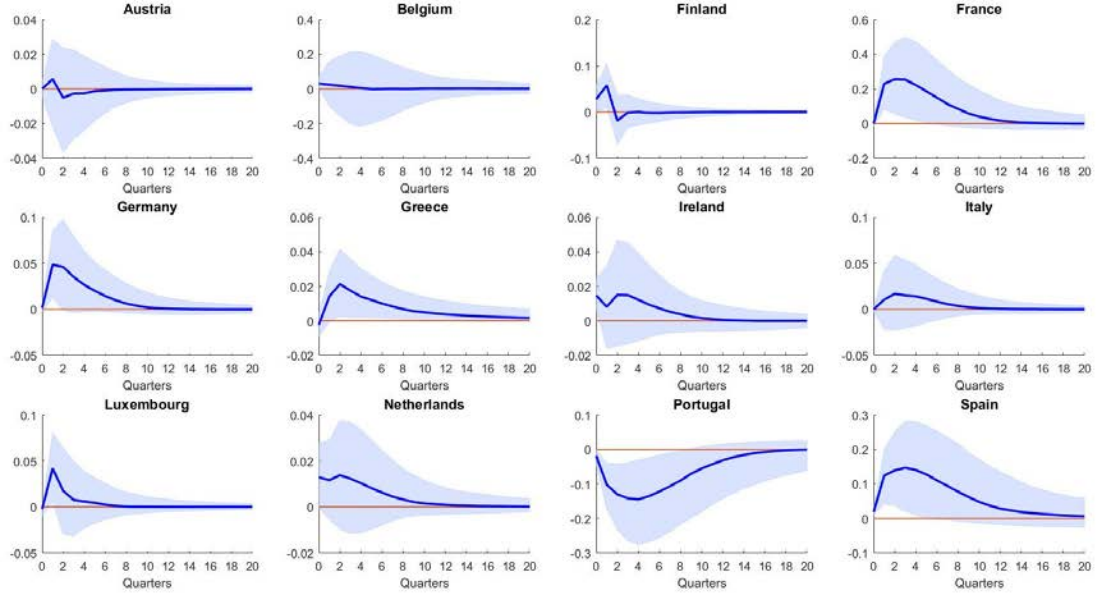 Austria
0.04
0.02
0
-0.02
-0.04
0 2 4 6 8 10 12 14 16 18 20
Quarters
Belgium
0.4
0.2
0
-0.2
-0.4
0 2 4 6 8 10 12 14 16 18 20
Quarters
Finland
0.2
0.1
0
-0.1
0 2 4 6 8 10 12 14 16 18 20
Quarters
France
0.6
0.4
0.2
0
-0.2
0 2 4 6 8 10 12 14 16 18 20
Quarters
Germany
0.1
0.05
0
-0.05
0 2 4 6 8 10 12 14 16 18 20
Quarters
Greece
0.06
0.04
0.02
0
-0.02
0 2 4 6 8 10 12 14 16 18 20
Quarters
Ireland
0.06
0.04
0.02
0
-0.02
0 2 4 6 8 10 12 14 16 18 20
Quarters
Italy
0.1
0.05
0
-0.05
0 2 4 6 8 10 12 14 16 18 20
Quarters
Luxembourg
0.1
0.05
0
-0.05
0 2 4 6 8 10 12 14 16 18 20
Quarters
Netherlands
0.04
0.02
0
-0.02
0 2 4 6 8 10 12 14 16 18 20
Quarters
Portugal
0.1
0
-0.1
-0.2
-0.3
0 2 4 6 8 10 12 14 16 18 20
Quarters
Spain
0.3
0.2
0.1
0
-0.1
0 2 4 6 8 10 12 14 16 18 20
Quarters